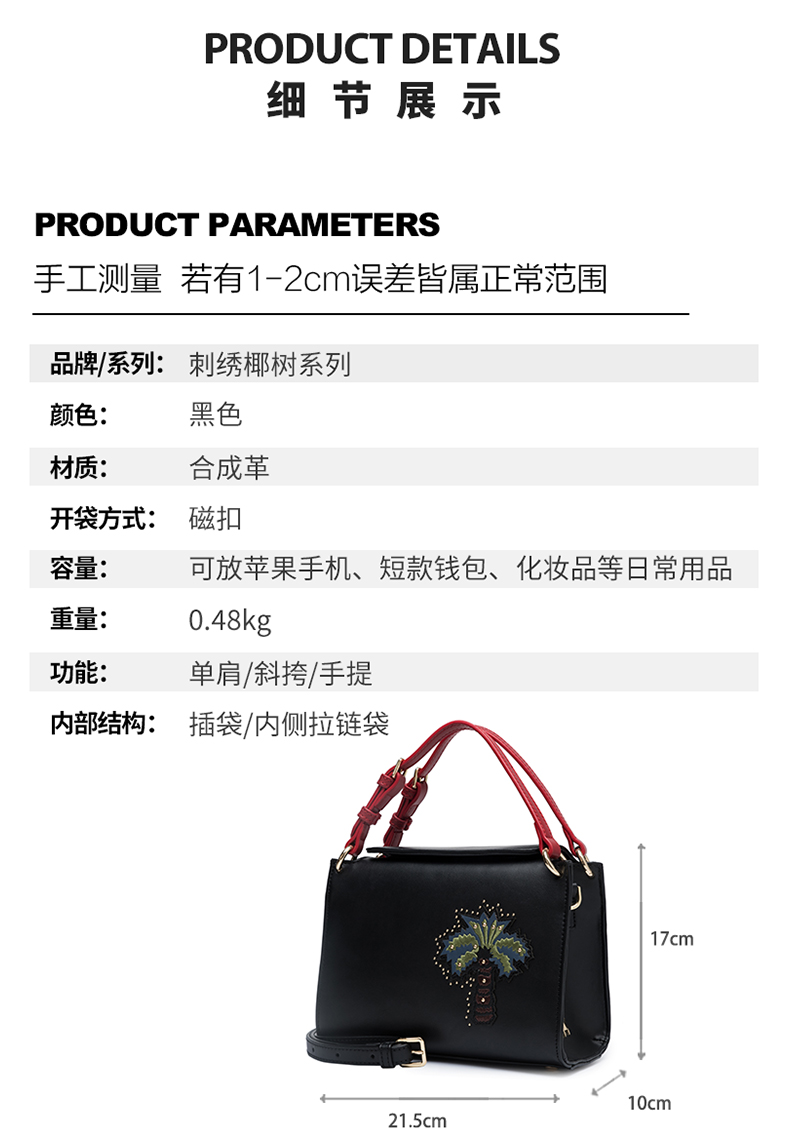 PRODUCT DETAILS
细节展示
PRODUCT PARAMETERS
手工测量 若有1-2cm误差皆属正常范围
品牌/系列： 刺绣椰树系列
颜色： 黑色
材质： 合成革
开袋方式： 磁扣
容量： 可放苹果手机、短款钱包、化妆品等日常用品
重量： 0.48kg
功能： 单肩/斜挎/手提
内部结构： 插袋/内侧拉链袋
17cm
10cm
21.5cm